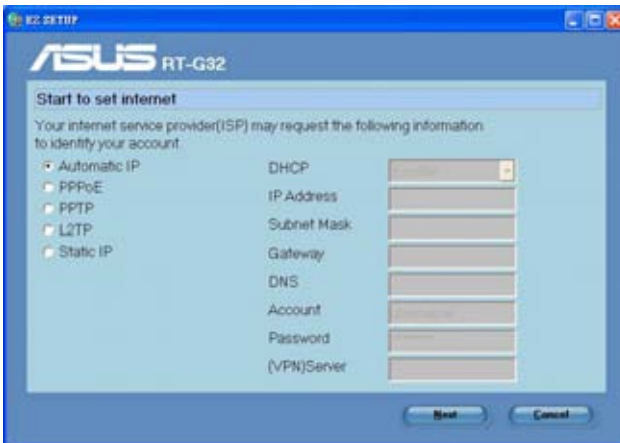 EZ SETUP
ASUS RT-G32
Start to set internet
Your internet service provider(ISP) may request the following information
to identify your account.
Automatic IP
PPPoE
PPTP
L2TP
Static IP
DHCP
IP Address
Subnet Mask
Gateway
DNS
Account
Password
(VPN)Server
Next
Cancel